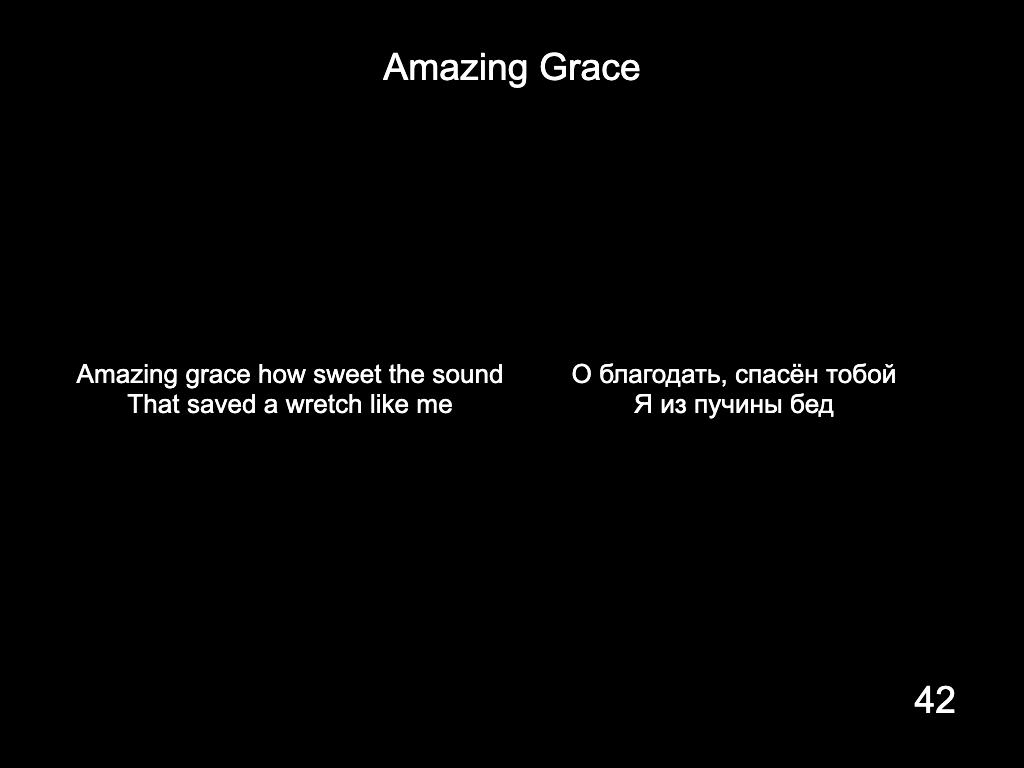 Amazing Grace
Amazing grace how sweet the sound
That saved a wretch like me
О благодать, спасён тобой
Я из пучины бед
42